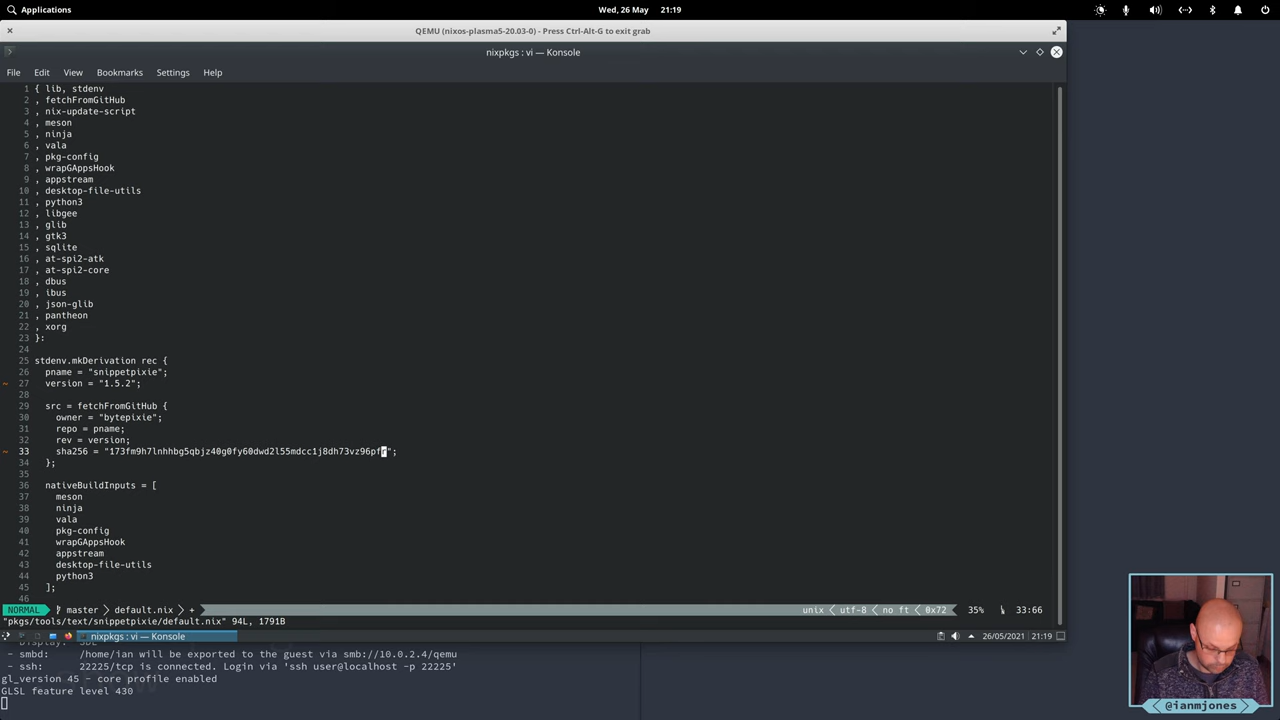 Applications
Wed, 26 May 21:19
QEMU (nixos-plasma5-20.03-0) - Press Ctrl-Alt-G to exit grab
nixpkgs : vi — Konsole
File Edit View Bookmarks Settings Help
1 { lib, stdenv
2 , fetchFromGitHub
3 , nix-update-script
4 , meson
5 , ninja
6 , vala
7 , pkg-config
8 , wrapGAppsHook
9 , appstream
10 , desktop-file-utils
11 , python3
12 , libgee
13 , glib
14 , gtk3
15 , sqlite
16 , at-spi2-atk
17 , at-spi2-core
18 , dbus
19 , ibus
20 , json-glib
21 , pantheon
22 , xorg
23 }:
24
25 stdenv.mkDerivation rec {
26 pname = "snippetpixie";
~ 27 version = "1.5.2";
28
29 src = fetchFromGitHub {
30 owner = "bytepixie";
31 repo = pname;
32 rev = version;
~ 33 sha256 = "173fm9h7lnhhbg5qbjz40g0fy60dwd2l55mdcc1j8dh73vz96pfr";
34 };
35
36 nativeBuildInputs = [
37 meson
38 ninja
39 vala
40 pkg-config
41 wrapGAppsHook
42 appstream
43 desktop-file-utils
44 python3
45 ];
46
NORMAL master default.nix + unix utf-8 no ft 0x72 35% 33:66
"pkgs/tools/text/snippetpixie/default.nix" 94L, 1791B
nixpkgs : vi — Konsole 26/05/2021 21:19
- smbd: /home/ian will be exported to the guest via smb://10.0.2.4/qemu
- ssh: 22225/tcp is connected. Login via 'ssh user@localhost -p 22225'
gl_version 45 - core profile enabled
GLSL feature level 430
@ianmjones